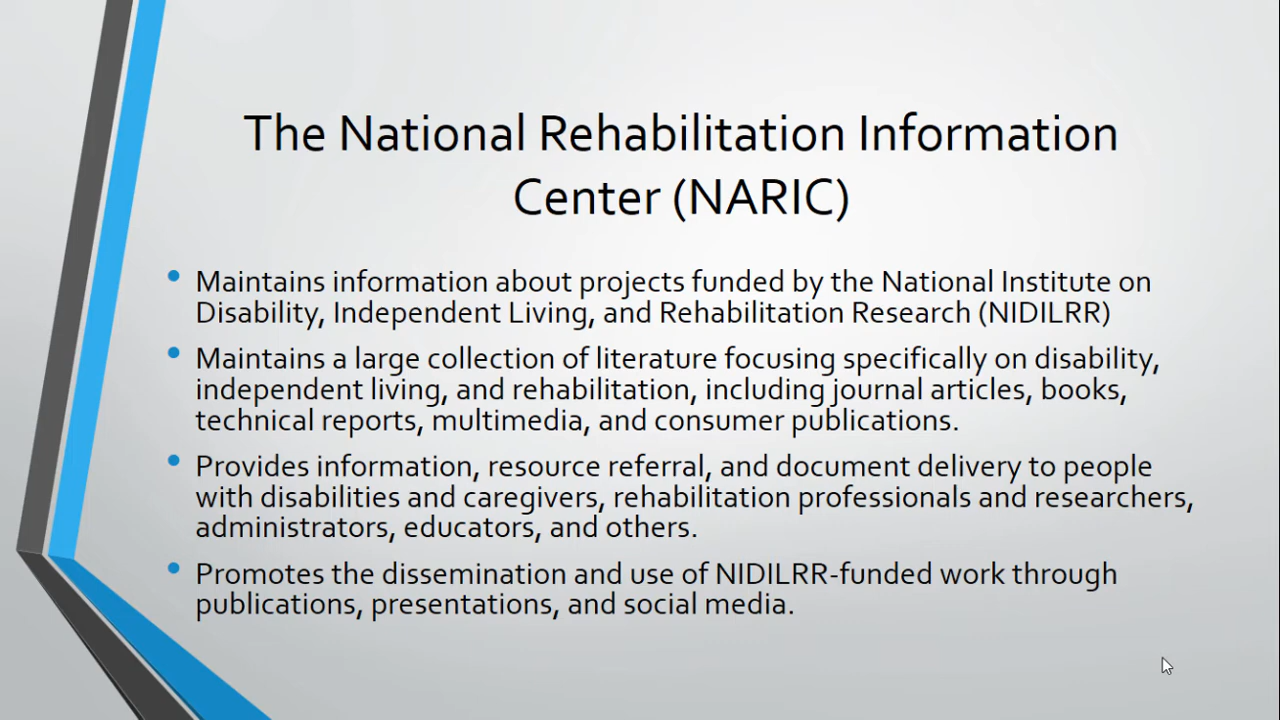 The National Rehabilitation Information
Center (NARIC)
• Maintains information about projects funded by the National Institute on
Disability, Independent Living, and Rehabilitation Research (NIDILRR)
• Maintains a large collection of literature focusing specifically on disability,
independent living, and rehabilitation, including journal articles, books,
technical reports, multimedia, and consumer publications.
• Provides information, resource referral, and document delivery to people
with disabilities and caregivers, rehabilitation professionals and researchers,
administrators, educators, and others.
• Promotes the dissemination and use of NIDILRR-funded work through
publications, presentations, and social media.